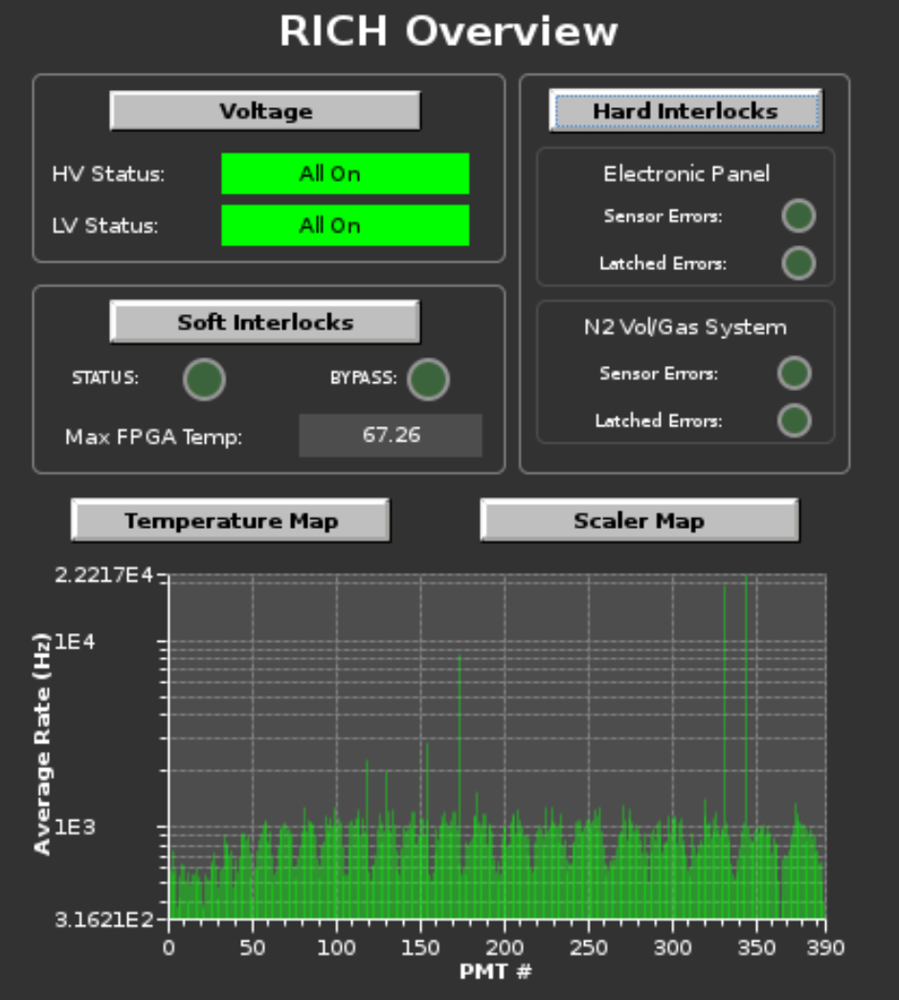 RICH Overview
Voltage
HV Status: All On
LV Status: All On
Soft Interlocks
STATUS: BYPASS:
Max FPGA Temp: 67.26
Hard Interlocks
Electronic Panel
Sensor Errors:
Latched Errors:
N2 Vol/Gas System
Sensor Errors:
Latched Errors:
Temperature Map
Scaler Map
2.2217E4
1E4
1E3
3.1621E2
Average Rate (Hz)
0 50 100 150 200 250 300 350 390
PMT #